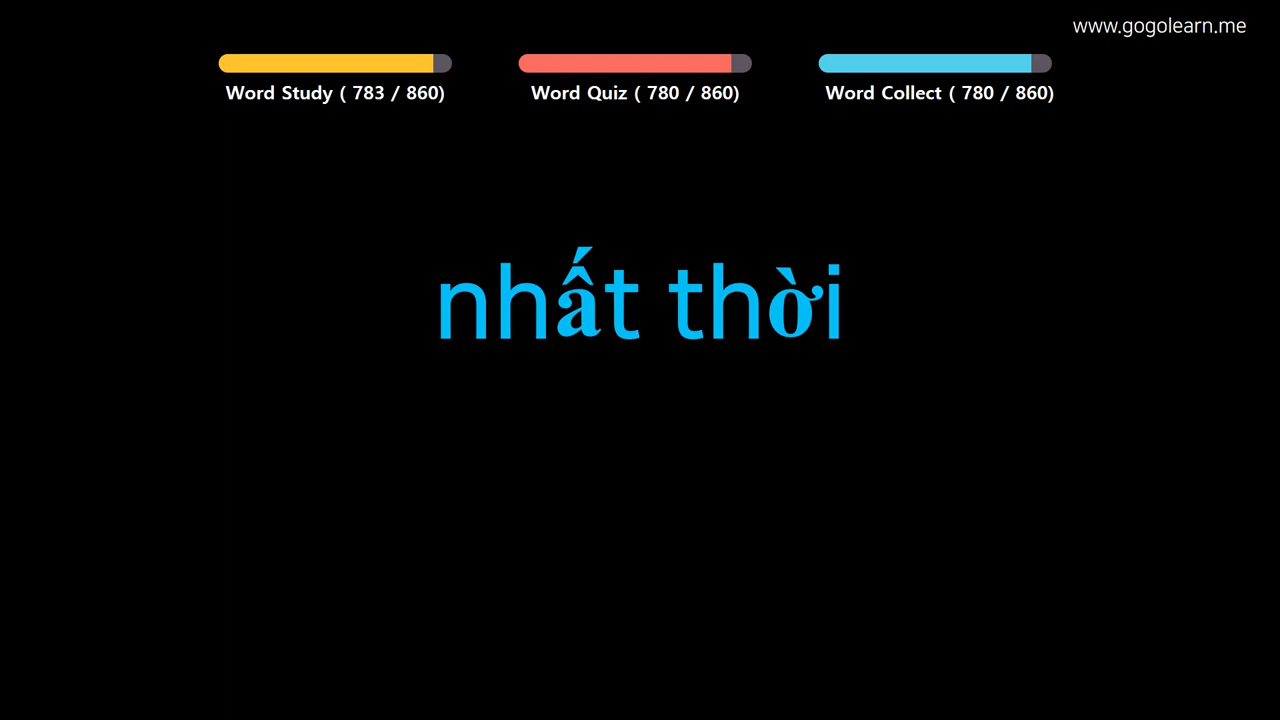 www.gogolearn.me
Word Study ( 783 / 860)
Word Quiz ( 780 / 860)
Word Collect ( 780 / 860)
nhất thời